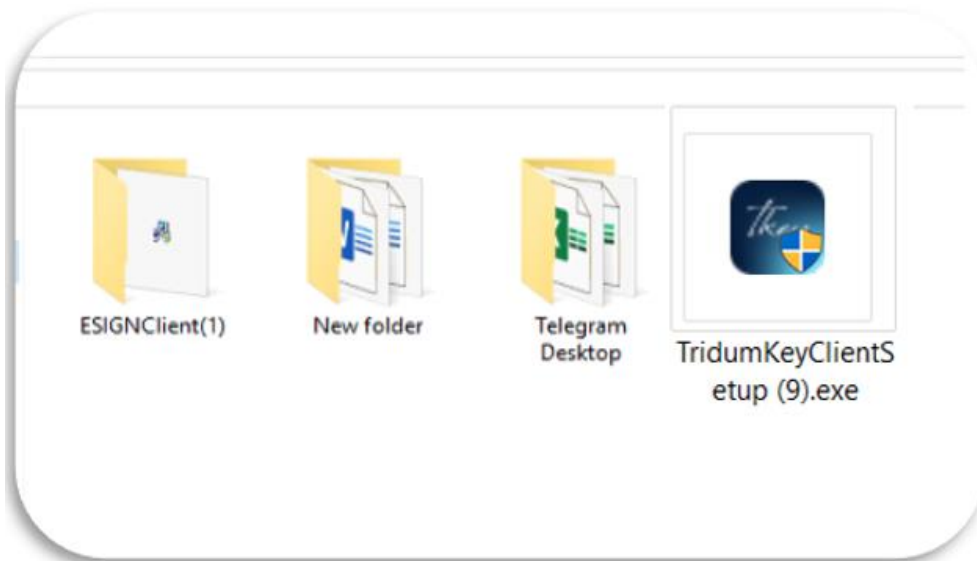 ESIGNClient(1)
New folder
Telegram
Desktop
TridumKeyClientS
etup (9).exe